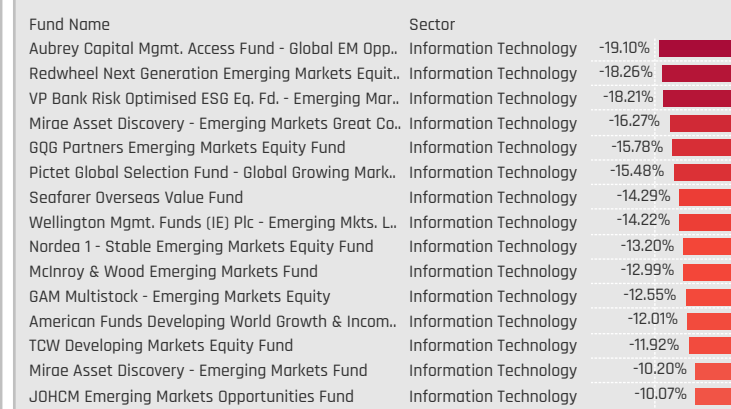 Fund Name Sector
Aubrey Capital Mgmt. Access Fund - Global EM Opp.. Information Technology -19.10%
Redwheel Next Generation Emerging Markets Equit.. Information Technology -18.26%
VP Bank Risk Optimised ESG Eq. Fd. - Emerging Mar.. Information Technology -18.21%
Mirae Asset Discovery - Emerging Markets Great Co.. Information Technology -16.27%
GQG Partners Emerging Markets Equity Fund Information Technology -15.78%
Pictet Global Selection Fund - Global Growing Mark.. Information Technology -15.48%
Seafarer Overseas Value Fund Information Technology -14.29%
Wellington Mgmt. Funds (IE) Plc - Emerging Mkts. L.. Information Technology -14.22%
Nordea 1 - Stable Emerging Markets Equity Fund Information Technology -13.20%
McInroy & Wood Emerging Markets Fund Information Technology -12.99%
GAM Multistock - Emerging Markets Equity Information Technology -12.55%
American Funds Developing World Growth & Incom.. Information Technology -12.01%
TCW Developing Markets Equity Fund Information Technology -11.92%
Mirae Asset Discovery - Emerging Markets Fund Information Technology -10.20%
JOHCM Emerging Markets Opportunities Fund Information Technology -10.07%